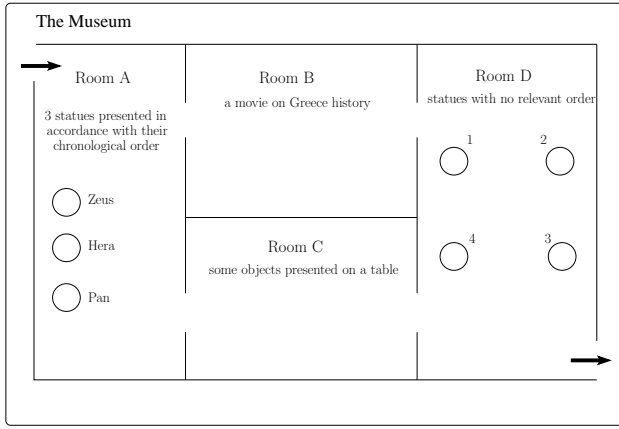 The Museum
Room A
3 statues presented in
accordance with their
chronological order
Zeus
Hera
Pan
Room B
a movie on Greece history
Room C
some objects presented on a table
Room D
statues with no relevant order
1
2
4
3